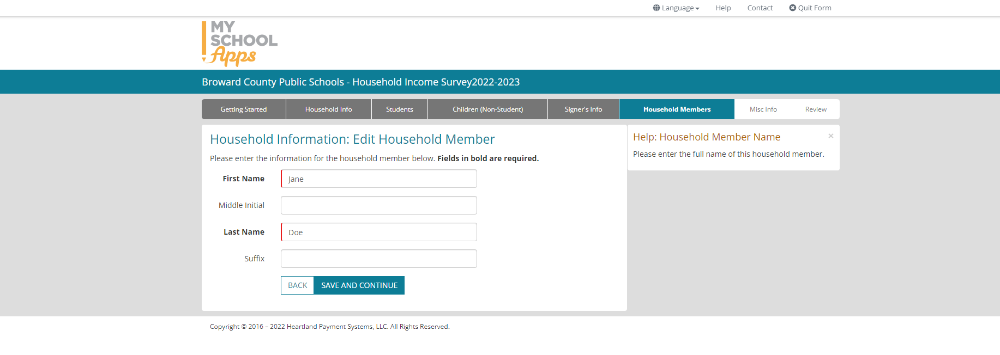 Language
Help
Contact
Quit Form
MY
SCHOOL
Apps
Broward County Public Schools - Household Income Survey2022-2023
Getting Started
Household Info
Students
Children (Non-Student)
Signer's Info
Household Members
Misc Info
Review
Household Information: Edit Household Member
Please enter the information for the household member below. Fields in bold are required.
First Name
Jane
Middle Initial
Last Name
Doe
Suffix
BACK
SAVE AND CONTINUE
Help: Household Member Name
×
Please enter the full name of this household member.
Copyright © 2016 – 2022 Heartland Payment Systems, LLC. All Rights Reserved.